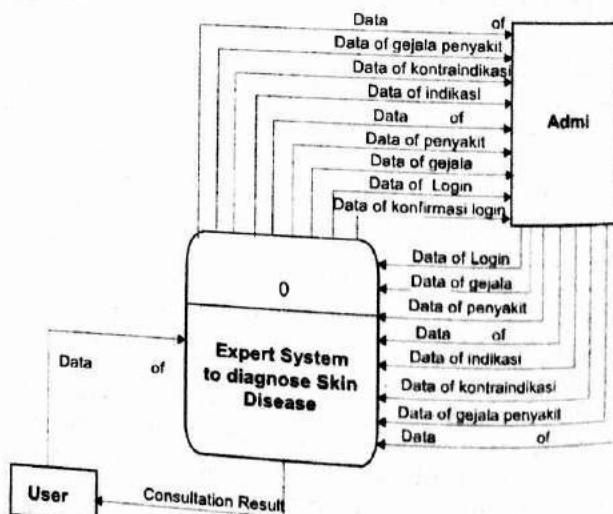 Data of
Data of gejala penyakit
Data of kontraindikasi
Data of indikasi
Data of
Data of penyakit
Data of gejala
Data of Login
Data of konfirmasi login
Admi
Data of Login
Data of gejala
Data of penyakit
Data of
Data of indikasi
Data of kontraindikasi
Data of gejala penyakit
Data of
0
Expert System
to diagnose Skin
Disease
Data of
User
Consultation Result